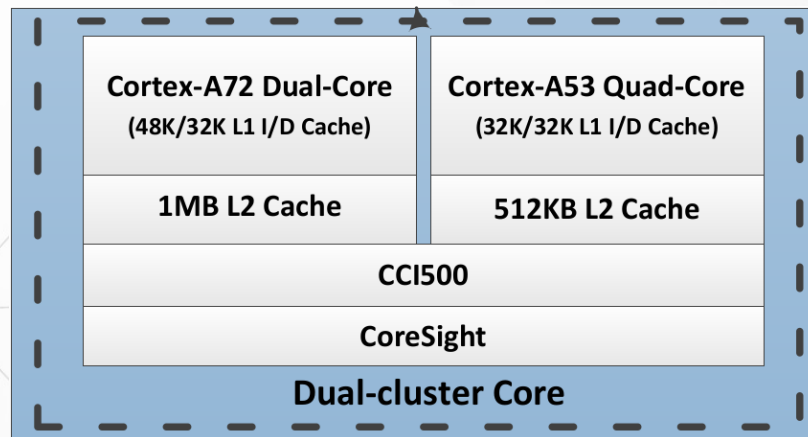 Cortex-A72 Dual-Core
(48K/32K L1 I/D Cache)
1MB L2 Cache
Cortex-A53 Quad-Core
(32K/32K L1 I/D Cache)
512KB L2 Cache
CCI500
CoreSight
Dual-cluster Core